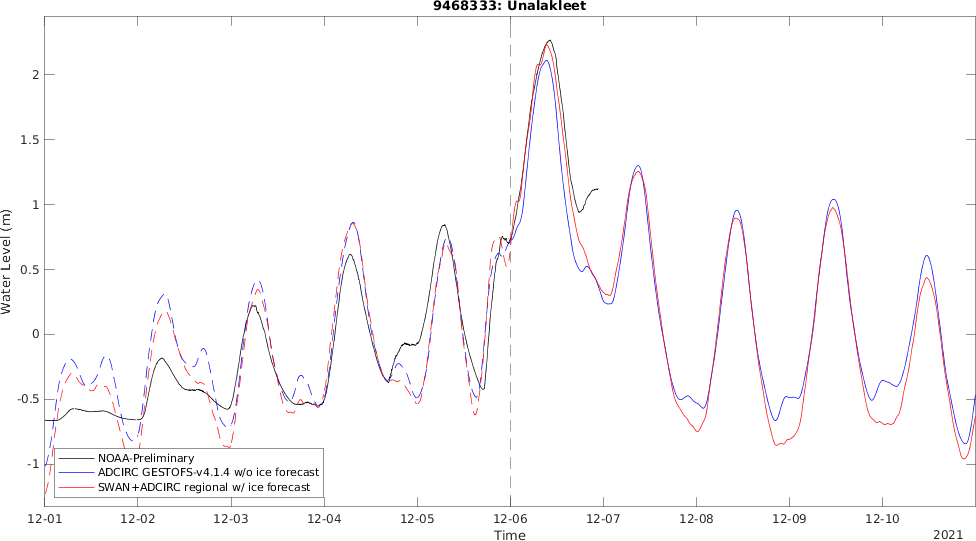 9468333: Unalakleet
Water Level (m)
2
1.5
1
0.5
0
-0.5
-1
NOAA-Preliminary
ADCIRC GESTOFS-v4.1.4 w/o ice forecast
SWAN+ADCIRC regional w/ ice forecast
12-01 12-02 12-03 12-04 12-05 12-06 12-07 12-08 12-09 12-10
Time
2021